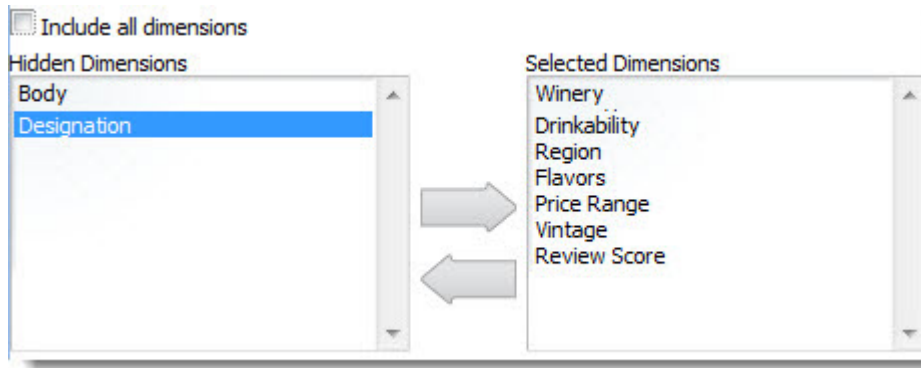 Include all dimensions
Hidden Dimensions
Body
Designation
Selected Dimensions
Winery
Drinkability
Region
Flavors
Price Range
Vintage
Review Score